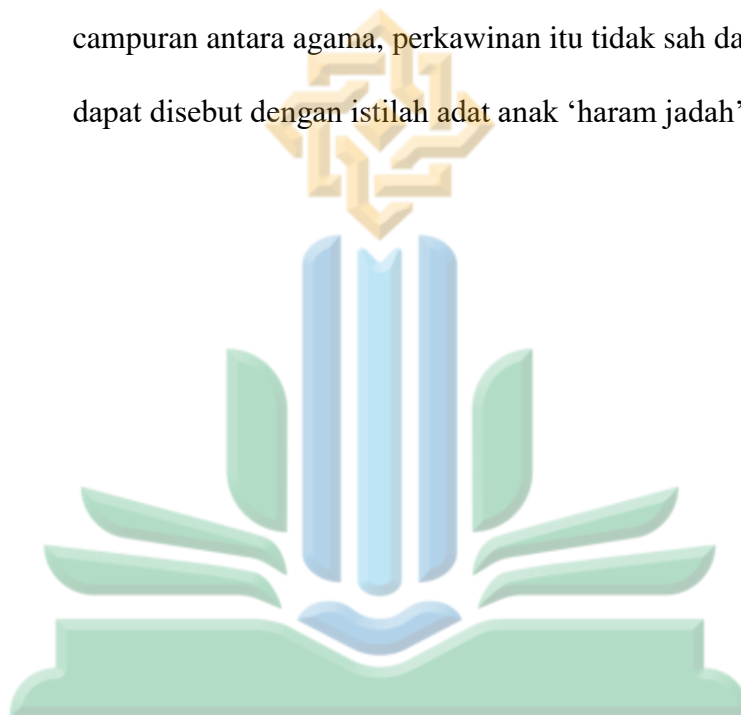 campuran antara agama, perkawinan itu tidak sah da
dapat disebut dengan istilah adat anak ‘haram jadah’